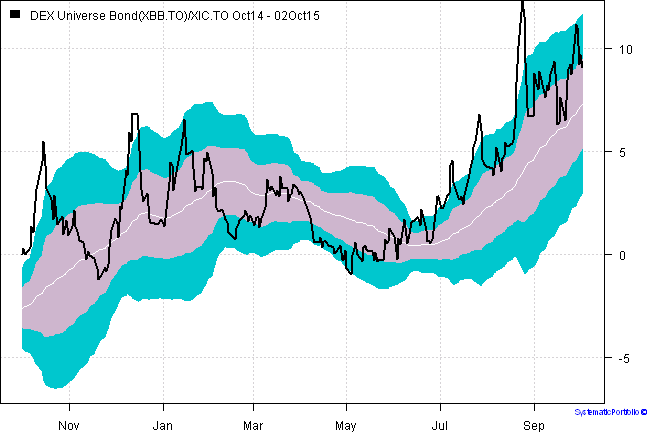 DEX Universe Bond(XBB.TO)/XIC.TO Oct14 - 02Oct15
10
5
0
-5
Nov Jan Mar May Jul Sep
SystematicPortfolio ©